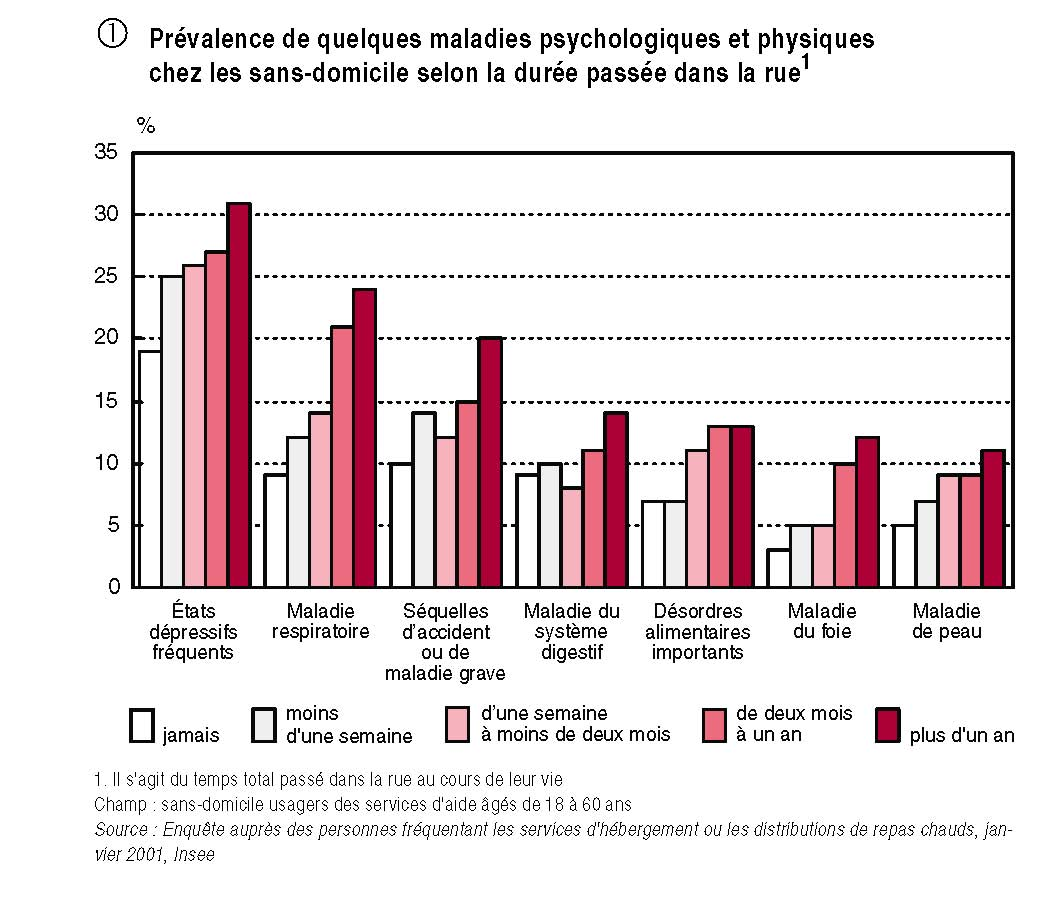 ① Prévalence de quelques maladies psychologiques et physiques
chez les sans-domicile selon la durée passée dans la rue1
%
35
30
25
20
15
10
5
0
États
dépressifs
fréquents
Maladie
respiratoire
Séquelles
d'accident
ou de
maladie grave
Maladie du
système
digestif
Désordres
alimentaires
importants
Maladie
du foie
Maladie
de peau
jamais
moins
d'une semaine
d'une semaine
à moins de deux mois
de deux mois
à un an
plus d'un an
1. Il s'agit du temps total passé dans la rue au cours de leur vie
Champ : sans-domicile usagers des services d'aide âgés de 18 à 60 ans
Source : Enquête auprès des personnes fréquentant les services d'hébergement ou les distributions de repas chauds, jan-
vier 2001, Insee